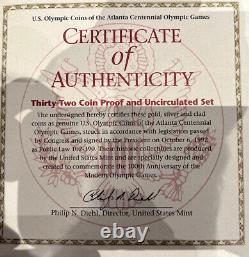 U.S. Olympic Coins of the Atlanta Centennial Olympic Games
CERTIFICATE
of
AUTHENTICITY
Thirty-Two Coin Proof and Uncirculated Set
The undersigned hereby certifies these gold, silver and clad
coins as genuine U.S. Olympic Coins of the Atlanta Centennial
Olympic Games, struck in accordance with legislation passed
by Congress and signed by the President on October 6, 1992
as Public Law 102-390. These historic collectibles are produced
by the United States Mint and are specially designed and
created to commemorate the 100th Anniversary of the
Modern Olympic Games.
Philip N. Diehl, Director, United States Mint